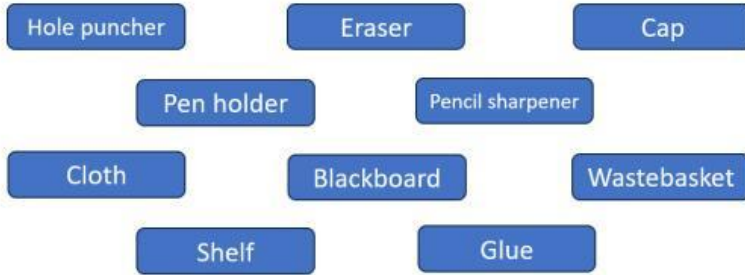 Hole puncher
Eraser
Cap
Pen holder
Pencil sharpener
Cloth
Blackboard
Wastebasket
Shelf
Glue